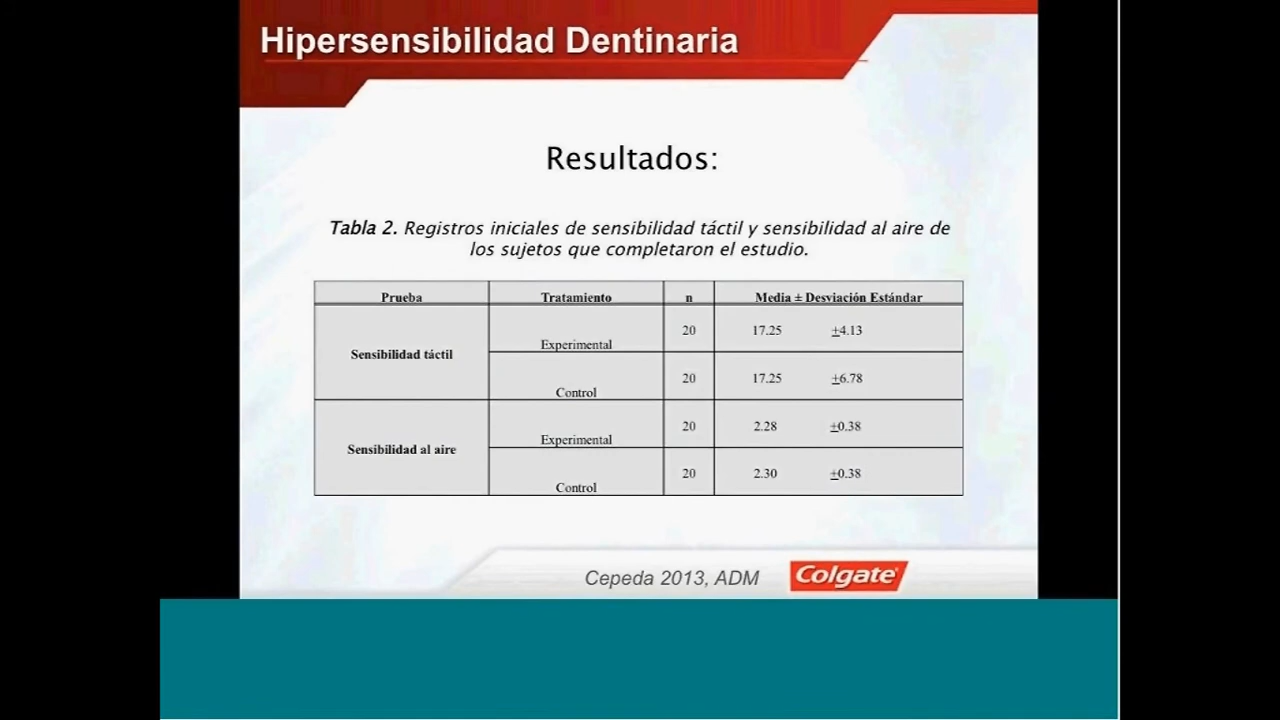 Hipersensibilidad Dentinaria
Resultados:
Tabla 2. Registros iniciales de sensibilidad táctil y sensibilidad al aire de
los sujetos que completaron el estudio.
Prueba Tratamiento n Media ± Desviación Estándar
Sensibilidad táctil Experimental 20 17.25 ±4.13
Control 20 17.25 ±6.78
Sensibilidad al aire Experimental 20 2.28 ±0.38
Control 20 2.30 ±0.38
Cepeda 2013, ADM Colgate